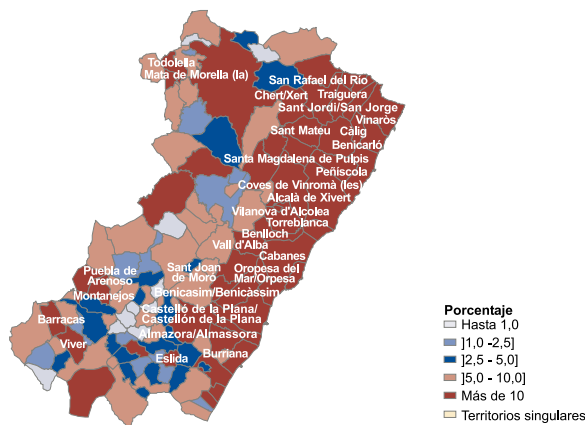 Todolella
Mata de Morella (la)
San Rafael del Río
Chert/Xert
Traiguera
Sant Jordi/San Jorge
Vinaròs
Sant Mateu
Càlig
Benicarló
Santa Magdalena de Pulpis
Peñíscola
Coves de Vinromà (les)
Alcalà de Xivert
Vilanova d'Alcolea
Torreblanca
Benlloch
Vall d'Alba
Cabanes
Sant Joan
de Moró
Oropesa del
Mar/Orpesa
Puebla de
Arenoso
Benicasim/Benicàssim
Montanejos
Castelló de la Plana/
Castellón de la Plana
Barracas
Almazora/Almassora
Viver
Eslida
Burriana
Porcentaje
Hasta 1,0
]1,0 -2,5]
]2,5 - 5,0]
]5,0 - 10,0]
Más de 10
Territorios singulares